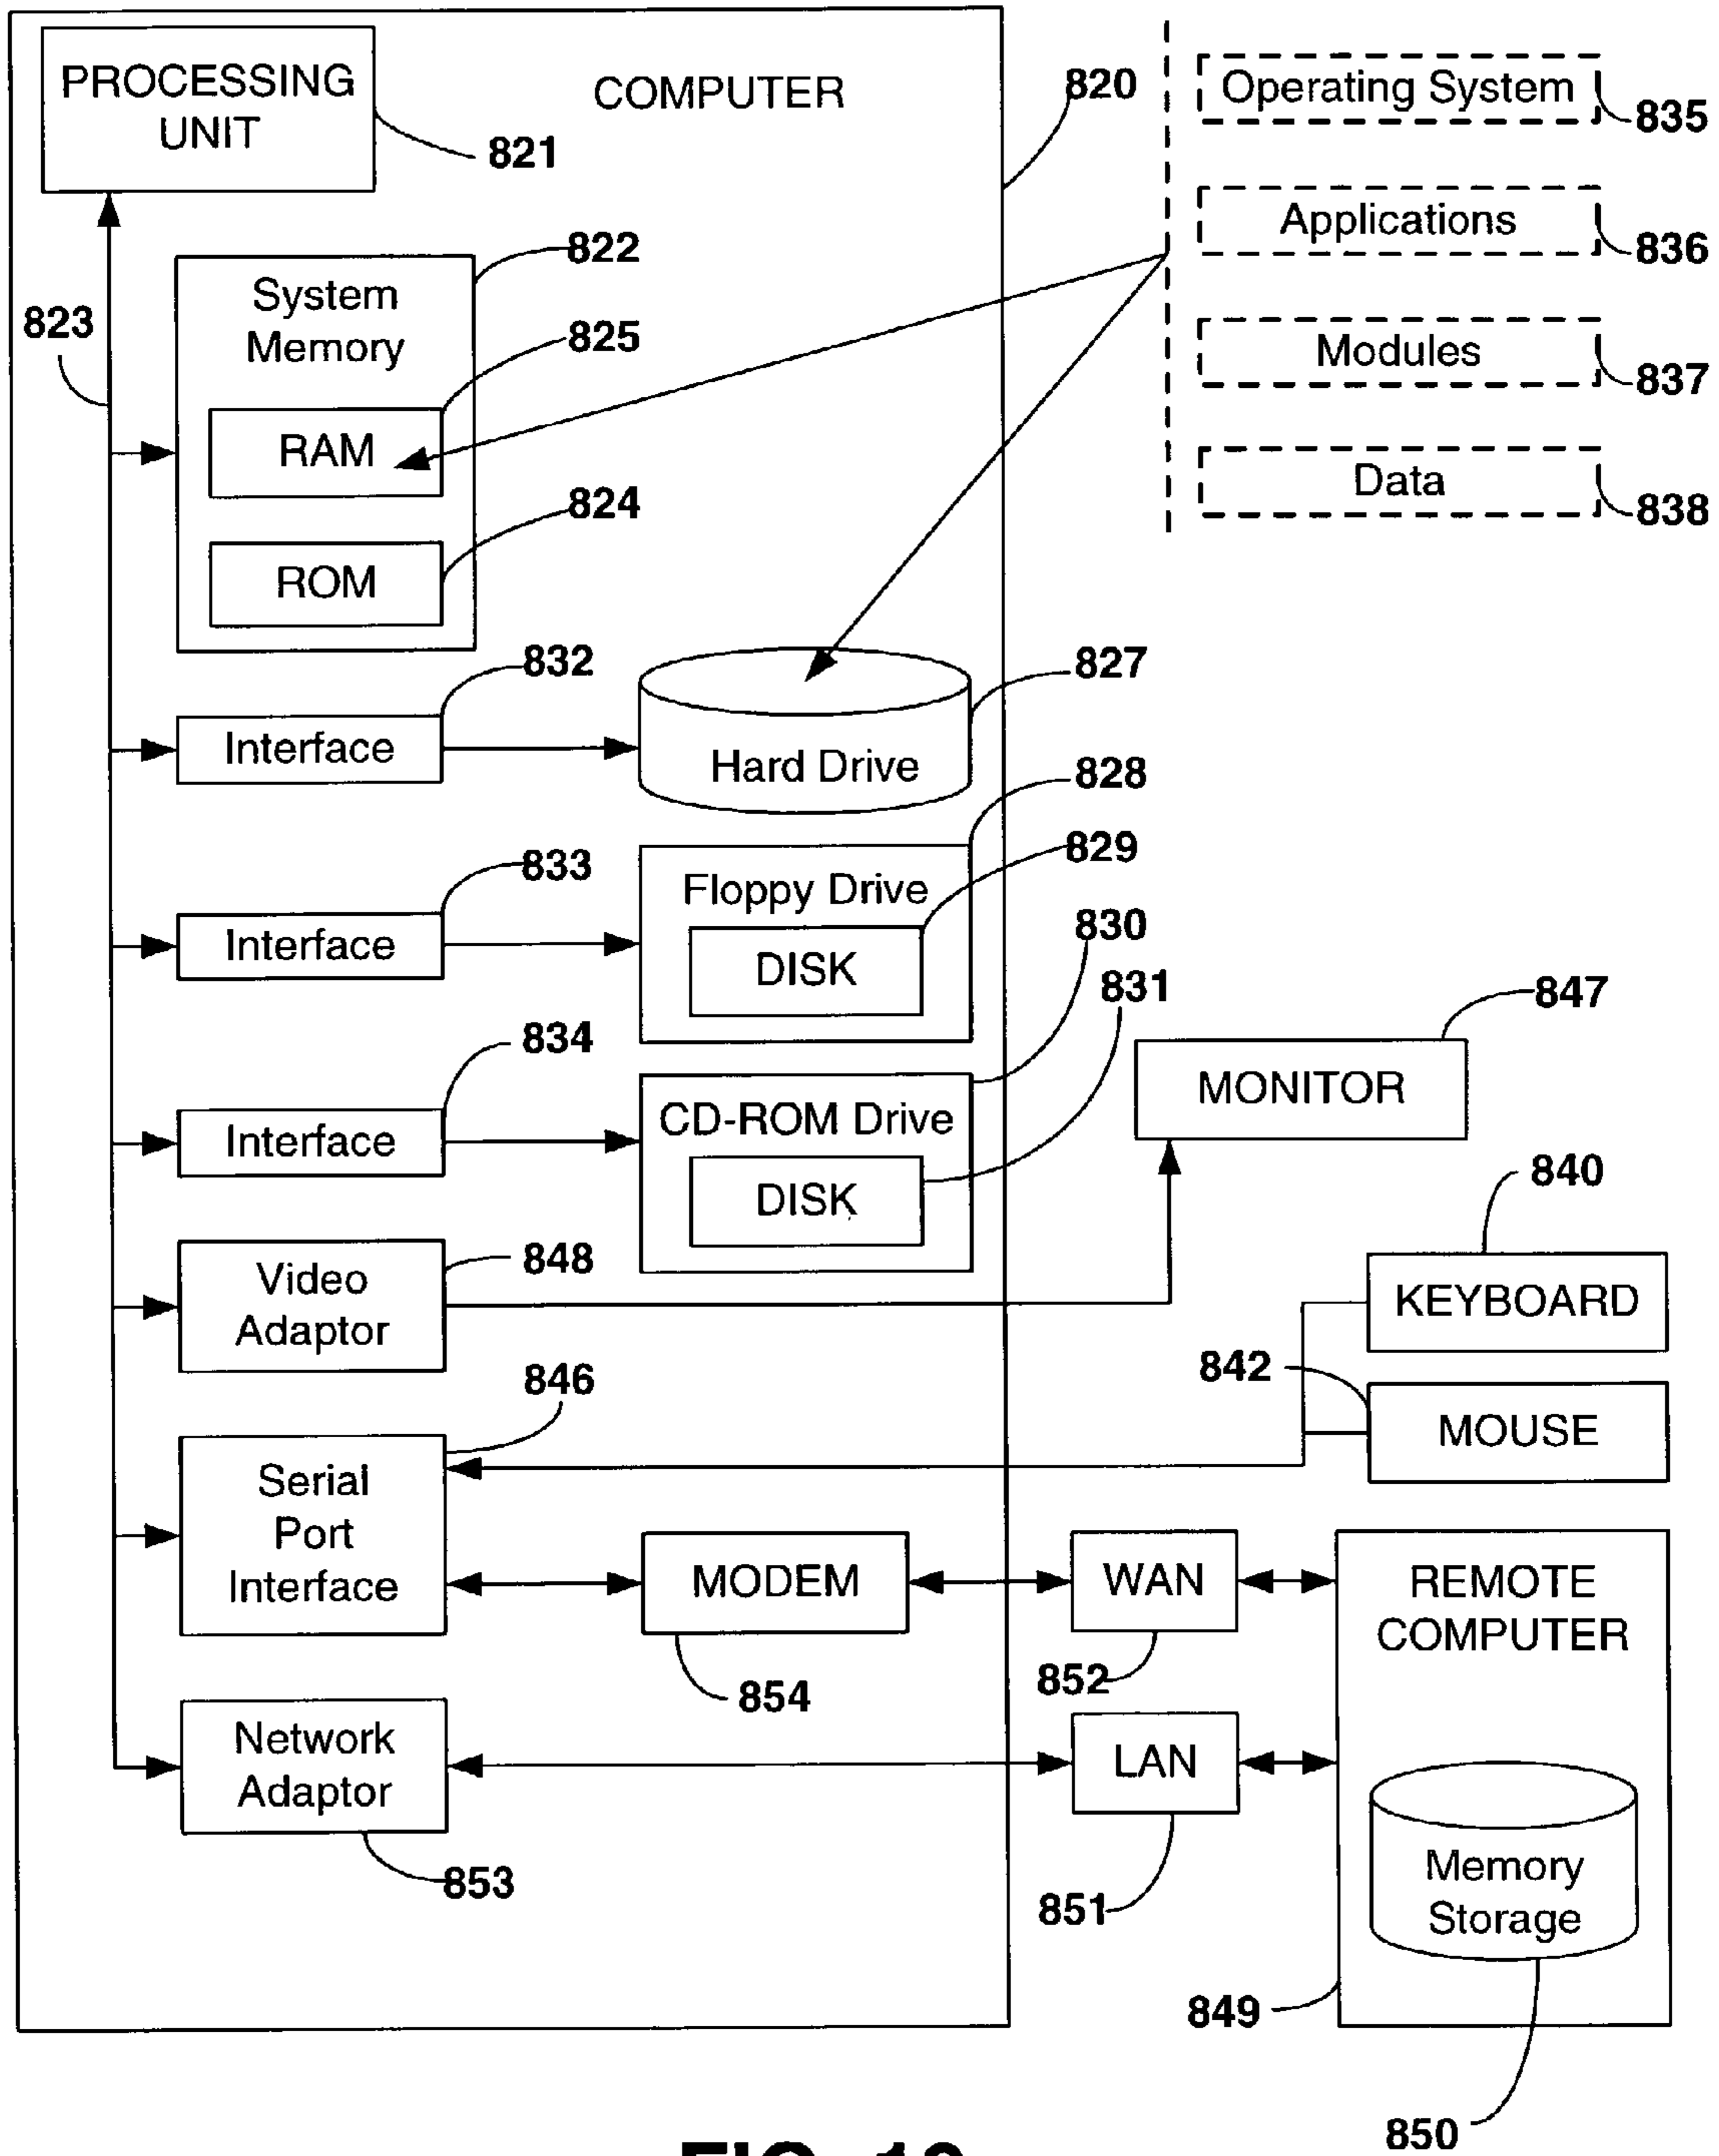 PROCESSING
UNIT
821
COMPUTER
820
Operating System
835
Applications
836
Modules
837
Data
838
823
822
System
Memory
825
RAM
824
ROM
832
Interface
827
Hard Drive
828
833
Interface
Floppy Drive
829
DISK
830
831
834
Interface
CD-ROM Drive
DISK
847
MONITOR
848
Video
Adaptor
840
KEYBOARD
842
MOUSE
846
Serial
Port
Interface
MODEM
854
WAN
852
REMOTE
COMPUTER
Network
Adaptor
853
LAN
851
Memory
Storage
849
850